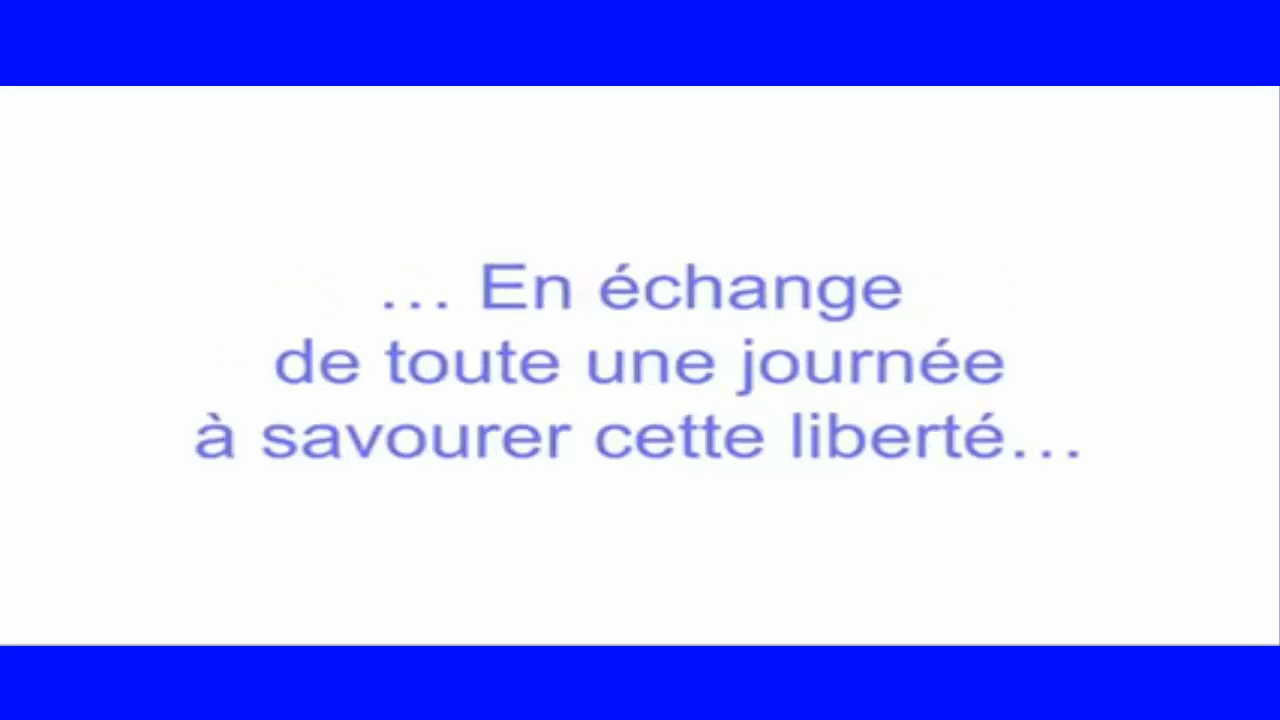 … En échange
de toute une journée
à savourer cette liberté…